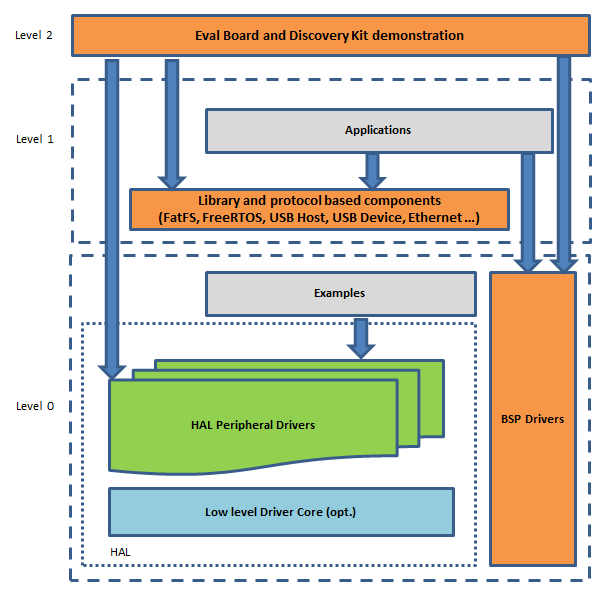 Level 2
Eval Board and Discovery Kit demonstration
Level 1
Applications
Library and protocol based components
(FatFS, FreeRTOS, USB Host, USB Device, Ethernet ...)
Examples
Level 0
HAL Peripheral Drivers
BSP Drivers
Low level Driver Core (opt.)
HAL